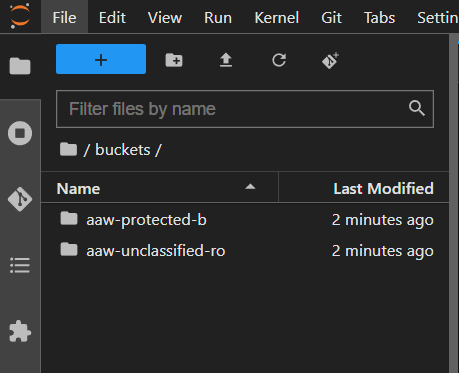 File Edit View Run Kernel Git Tabs Settin
Filter files by name
/ buckets /
Name Last Modified
aaw-protected-b 2 minutes ago
aaw-unclassified-ro 2 minutes ago